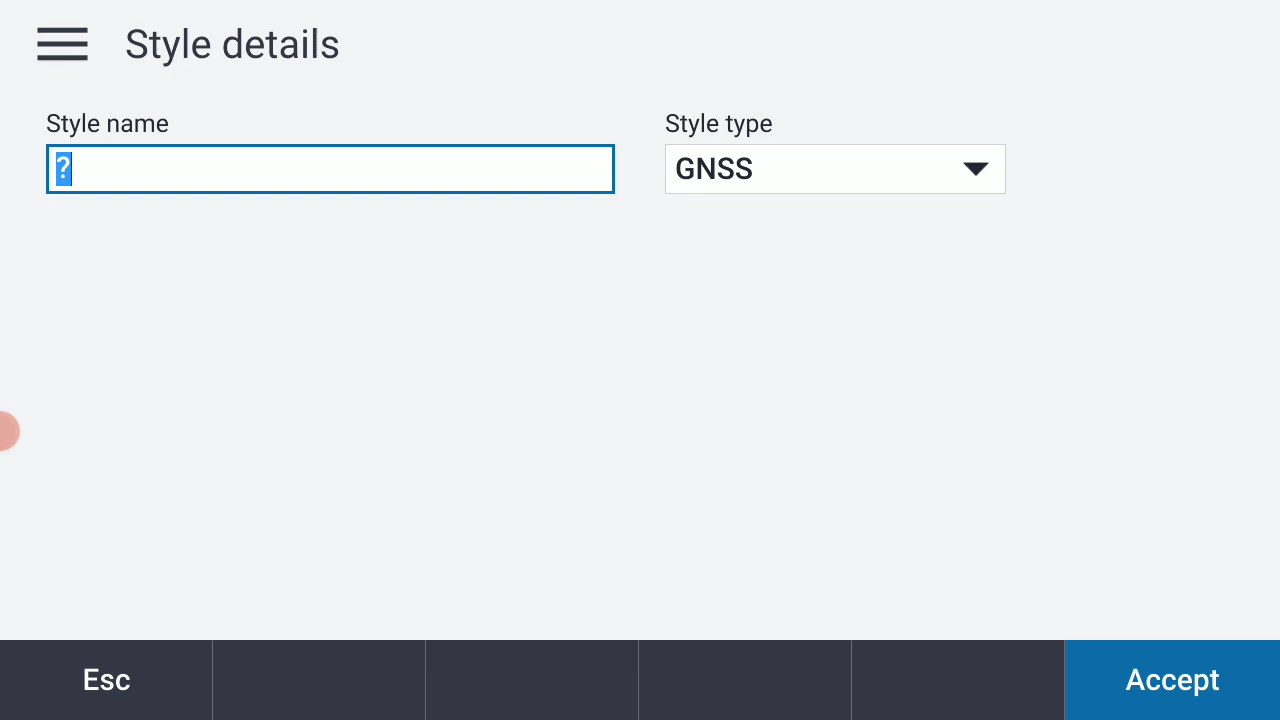 Style details
Style name
Style type
?
GNSS
Esc
Accept